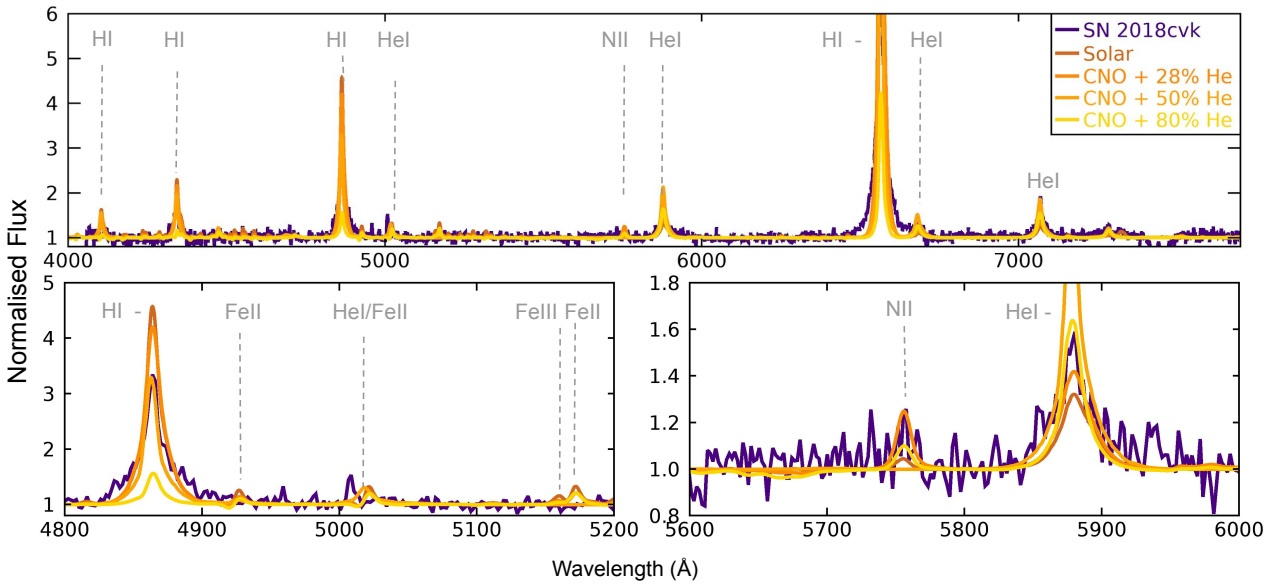 6
5
4
3
2
1
HI
HI
HI
HeI
NII
HeI
HI -
HeI
HeI
SN 2018cvk
Solar
CNO + 28% He
CNO + 50% He
CNO + 80% He
4000
5000
6000
7000
Normalised Flux
5
4
3
2
1
HI -
FeII
HeI/FeII
FeIII
FeII
4800
4900
5000
5100
5200
1.8
1.6
1.4
1.2
1.0
0.8
NII
HeI -
5600
5700
5800
5900
6000
Wavelength (Å)